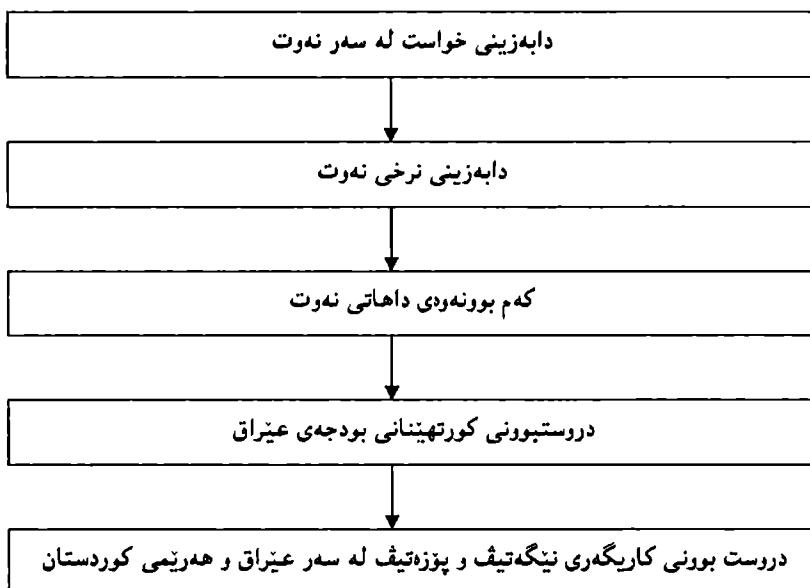 دابەزینی خواست لە سەر نەوت
دابەزینی نرخی نەوت
کەم بوونەوەی داهاتی نەوت
دروستبوونی کورتهێنانی بودجەی عێراق
دروست بوونی کاریگەری نێگەتیڤ و پۆزەتیڤ لە سەر عێراق و هەرێمی کوردستان